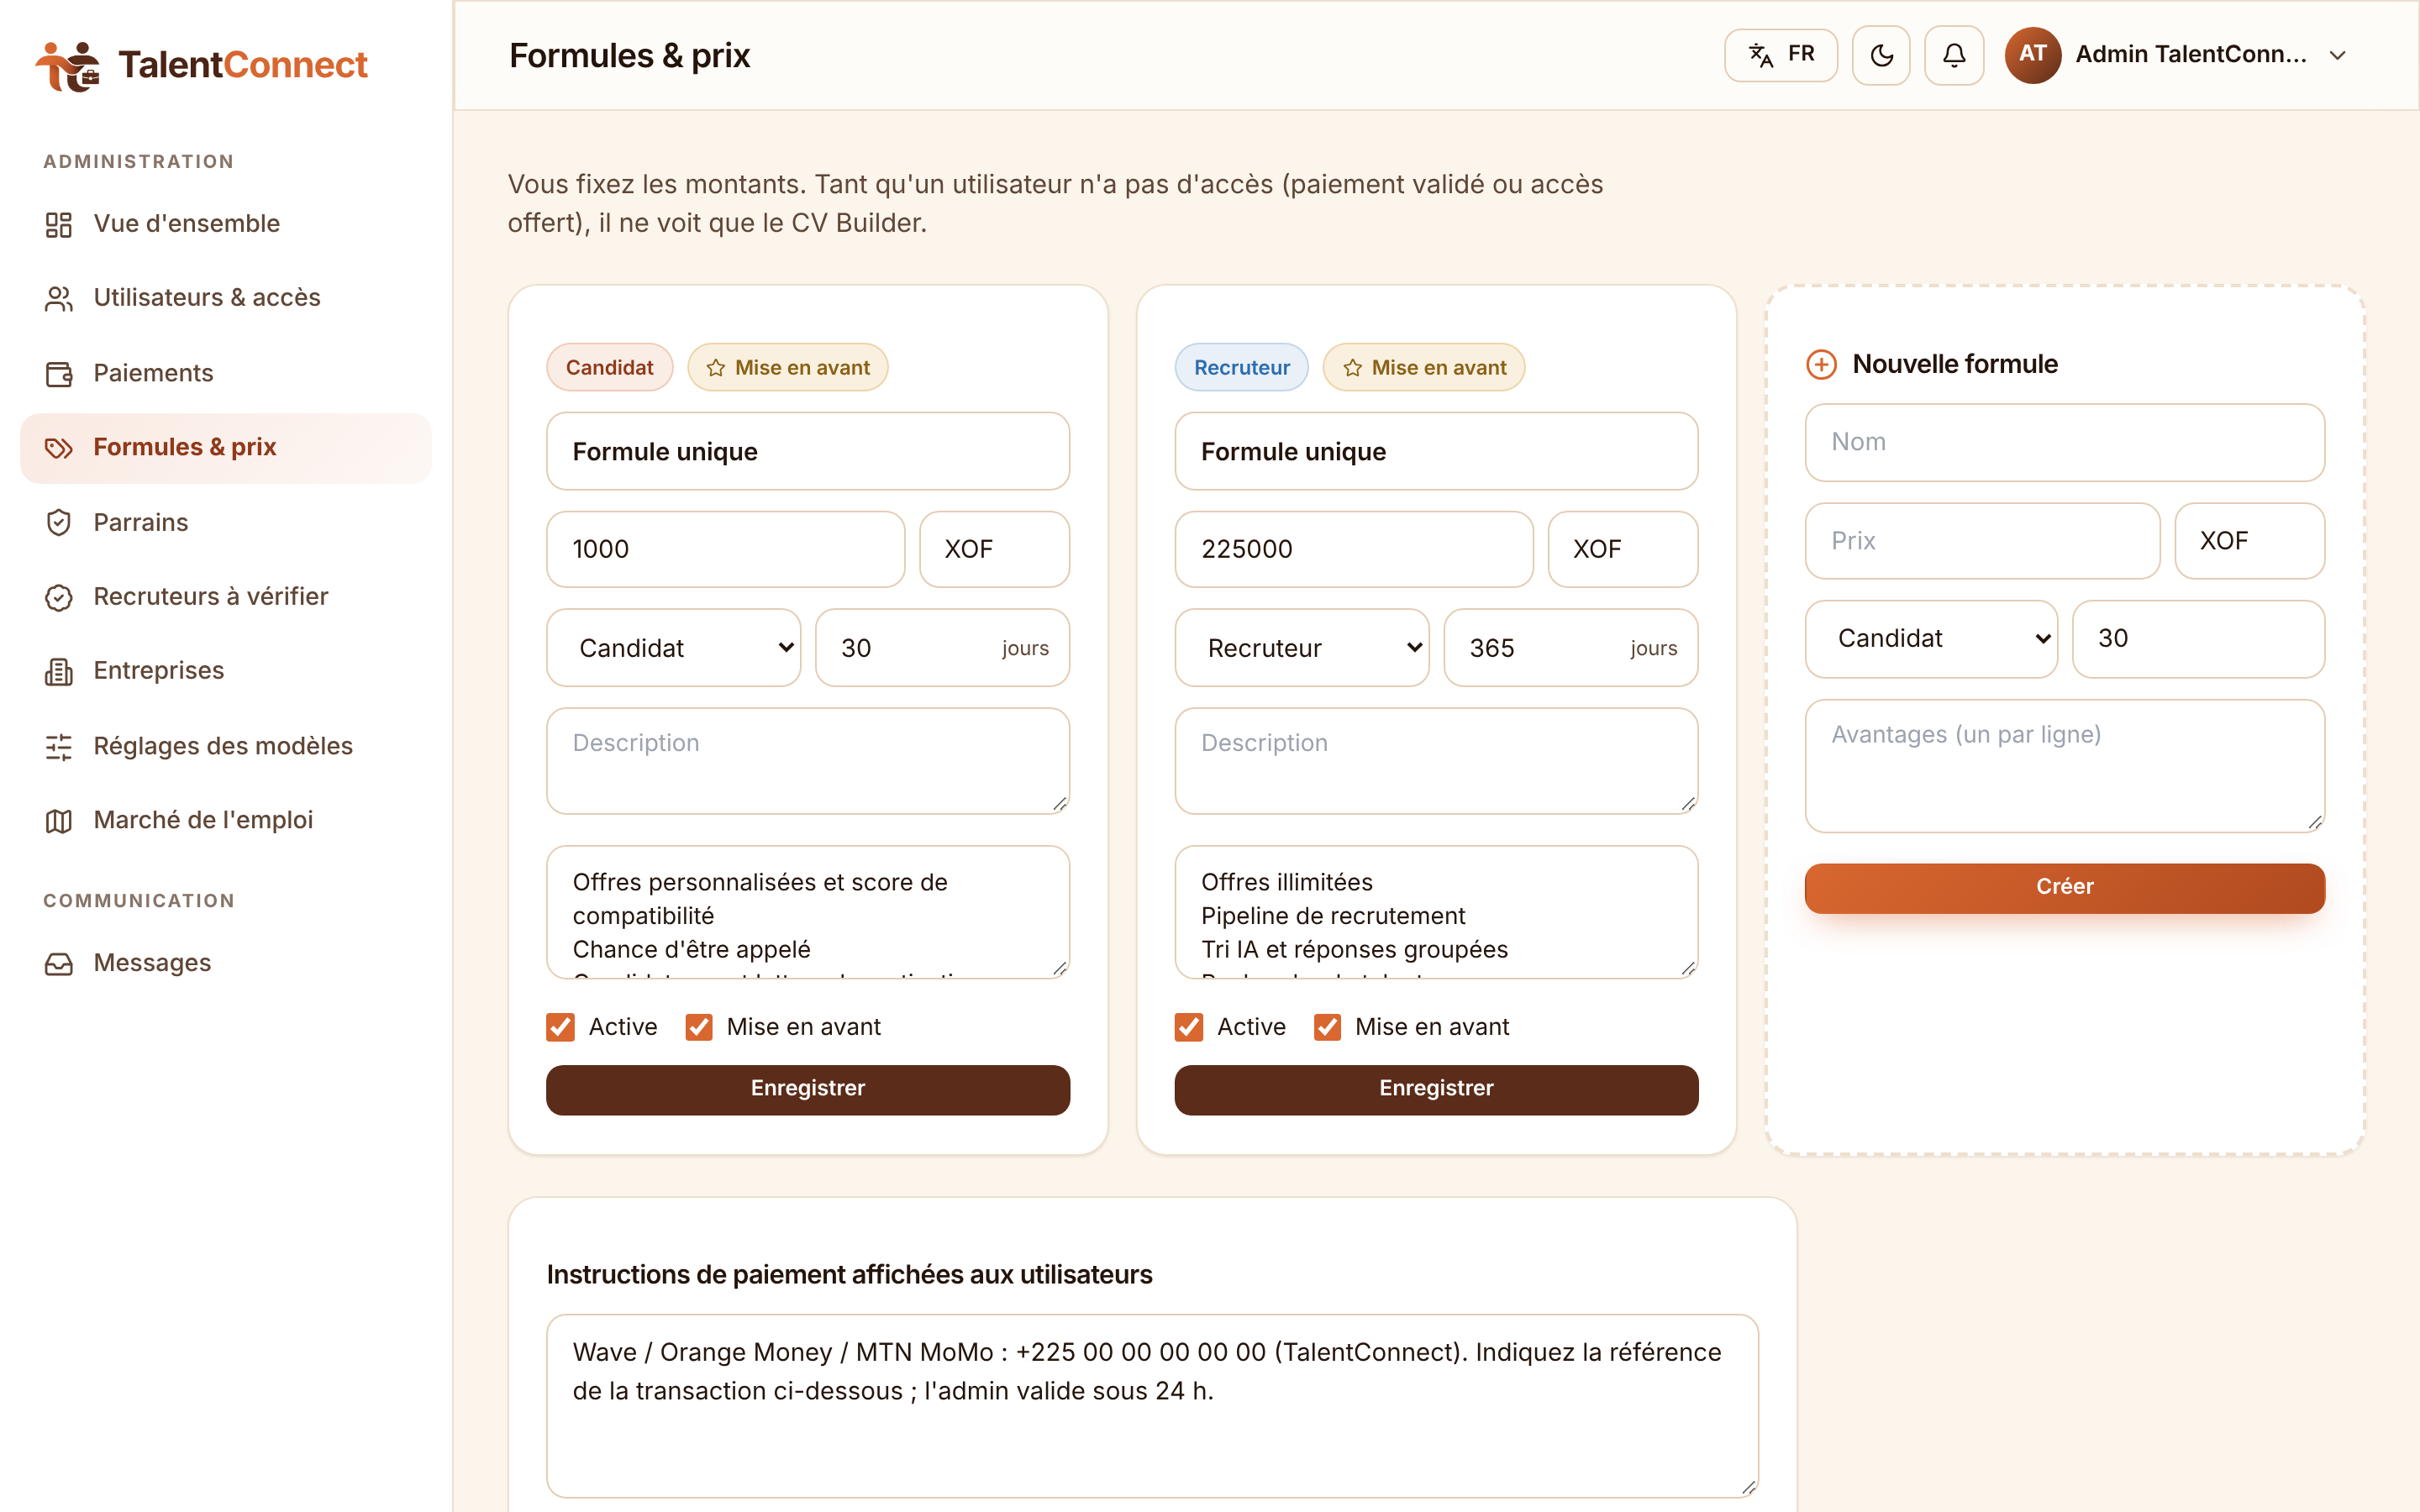 TalentConnect
ADMINISTRATION
Vue d'ensemble
Utilisateurs & accès
Paiements
Formules & prix
Parrains
Recruteurs à vérifier
Entreprises
Réglages des modèles
Marché de l'emploi
COMMUNICATION
Messages
Formules & prix
FR
AT
Admin TalentConn...
Vous fixez les montants. Tant qu'un utilisateur n'a pas d'accès (paiement validé ou accès
offert), il ne voit que le CV Builder.
Candidat
Mise en avant
Formule unique
1000
XOF
Candidat
30
jours
Description
Offres personnalisées et score de
compatibilité
Chance d'être appelé
Active
Mise en avant
Enregistrer
Recruteur
Mise en avant
Formule unique
225000
XOF
Recruteur
365
jours
Description
Offres illimitées
Pipeline de recrutement
Tri IA et réponses groupées
Active
Mise en avant
Enregistrer
Nouvelle formule
Nom
Prix
XOF
Candidat
30
Avantages (un par ligne)
Créer
Instructions de paiement affichées aux utilisateurs
Wave / Orange Money / MTN MoMo : +225 00 00 00 00 00 (TalentConnect). Indiquez la référence
de la transaction ci-dessous ; l'admin valide sous 24 h.